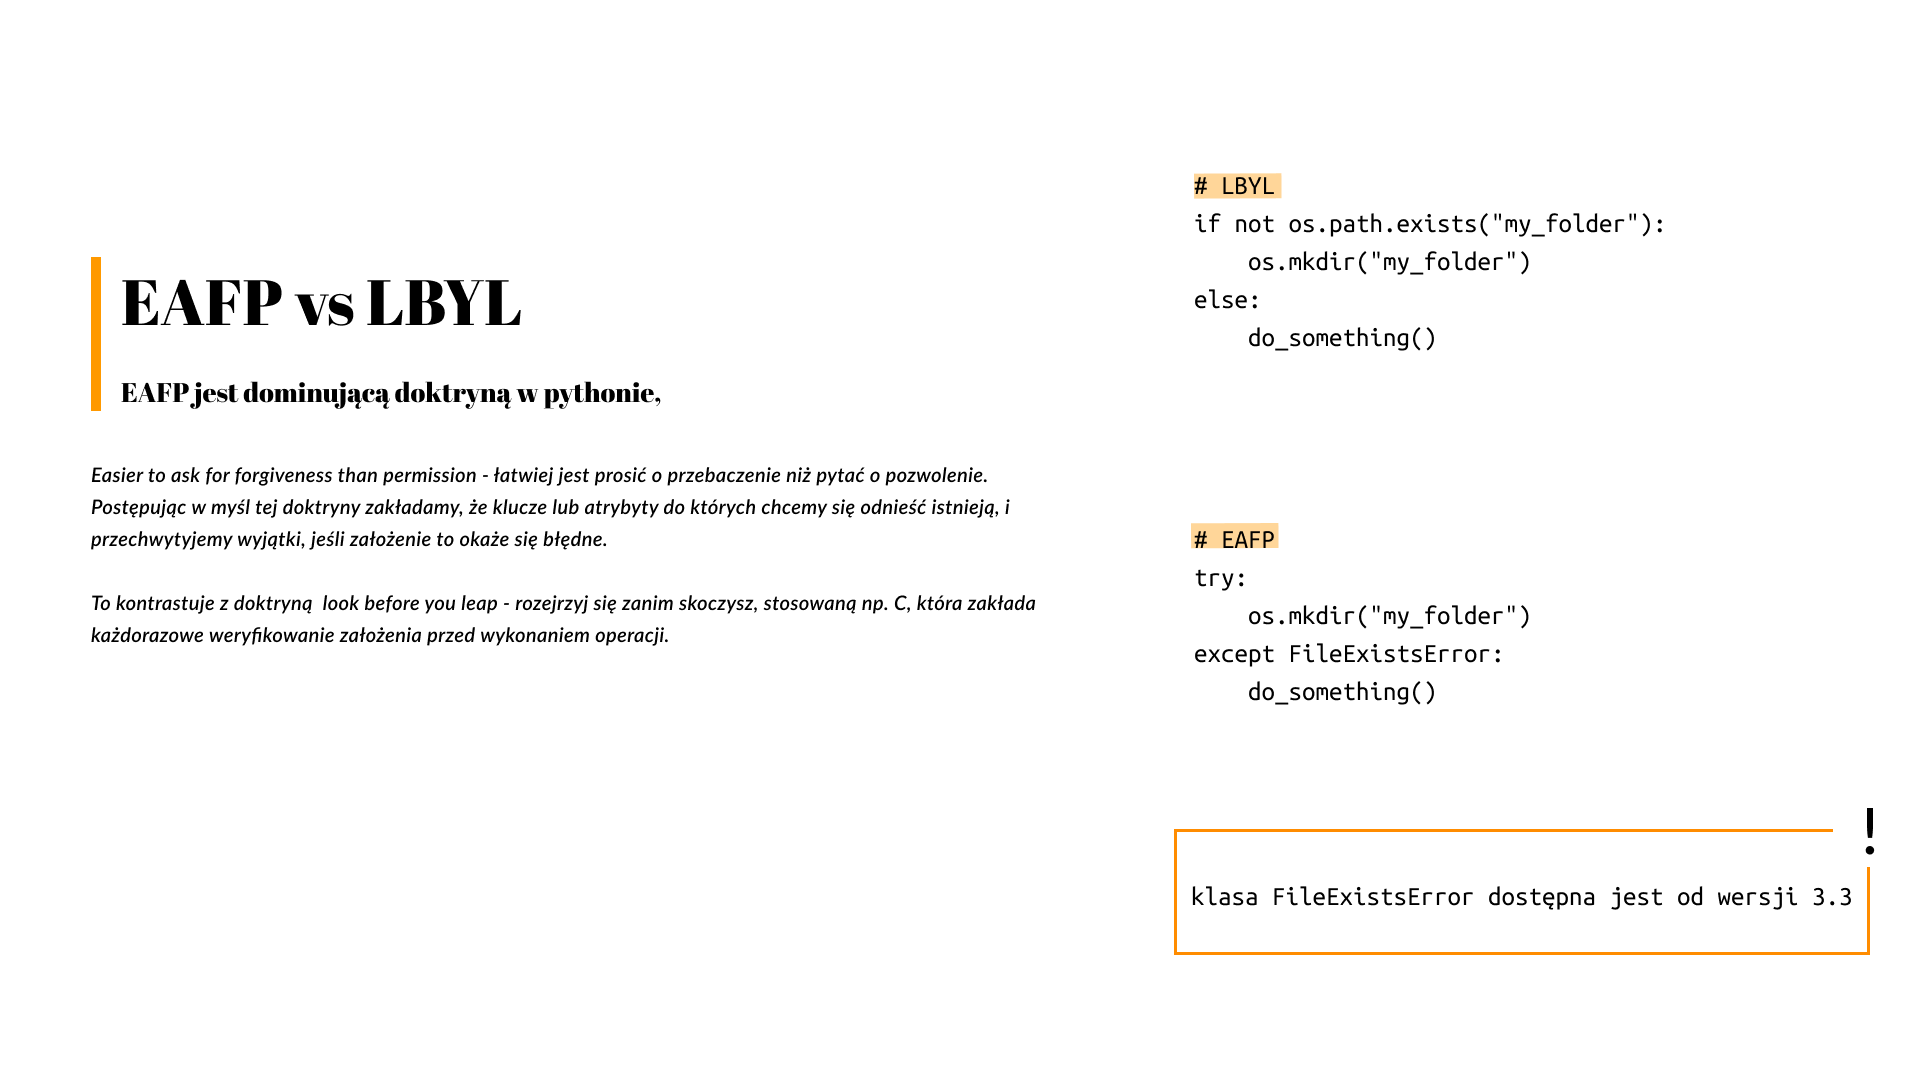 EAFP vs LBYL
EAFP jest dominującą doktryną w pythonie,
Easier to ask for forgiveness than permission - łatwiej jest prosić o przebaczenie niż pytać o pozwolenie.
Postępując w myśl tej doktryny zakładamy, że klucze lub atrybyty do których chcemy się odnieść istnieją, i
przechwytyjemy wyjątki, jeśli założenie to okaże się błędne.
To kontrastuje z doktryną  look before you leap - rozejrzyj się zanim skoczysz, stosowaną np. C, która zakłada
każdorazowe weryfikowanie założenia przed wykonaniem operacji.
# LBYL
if not os.path.exists("my_folder"):
    os.mkdir("my_folder")
else:
    do_something()
# EAFP
try:
    os.mkdir("my_folder")
except FileExistsError:
    do_something()
!
klasa FileExistsError dostępna jest od wersji 3.3